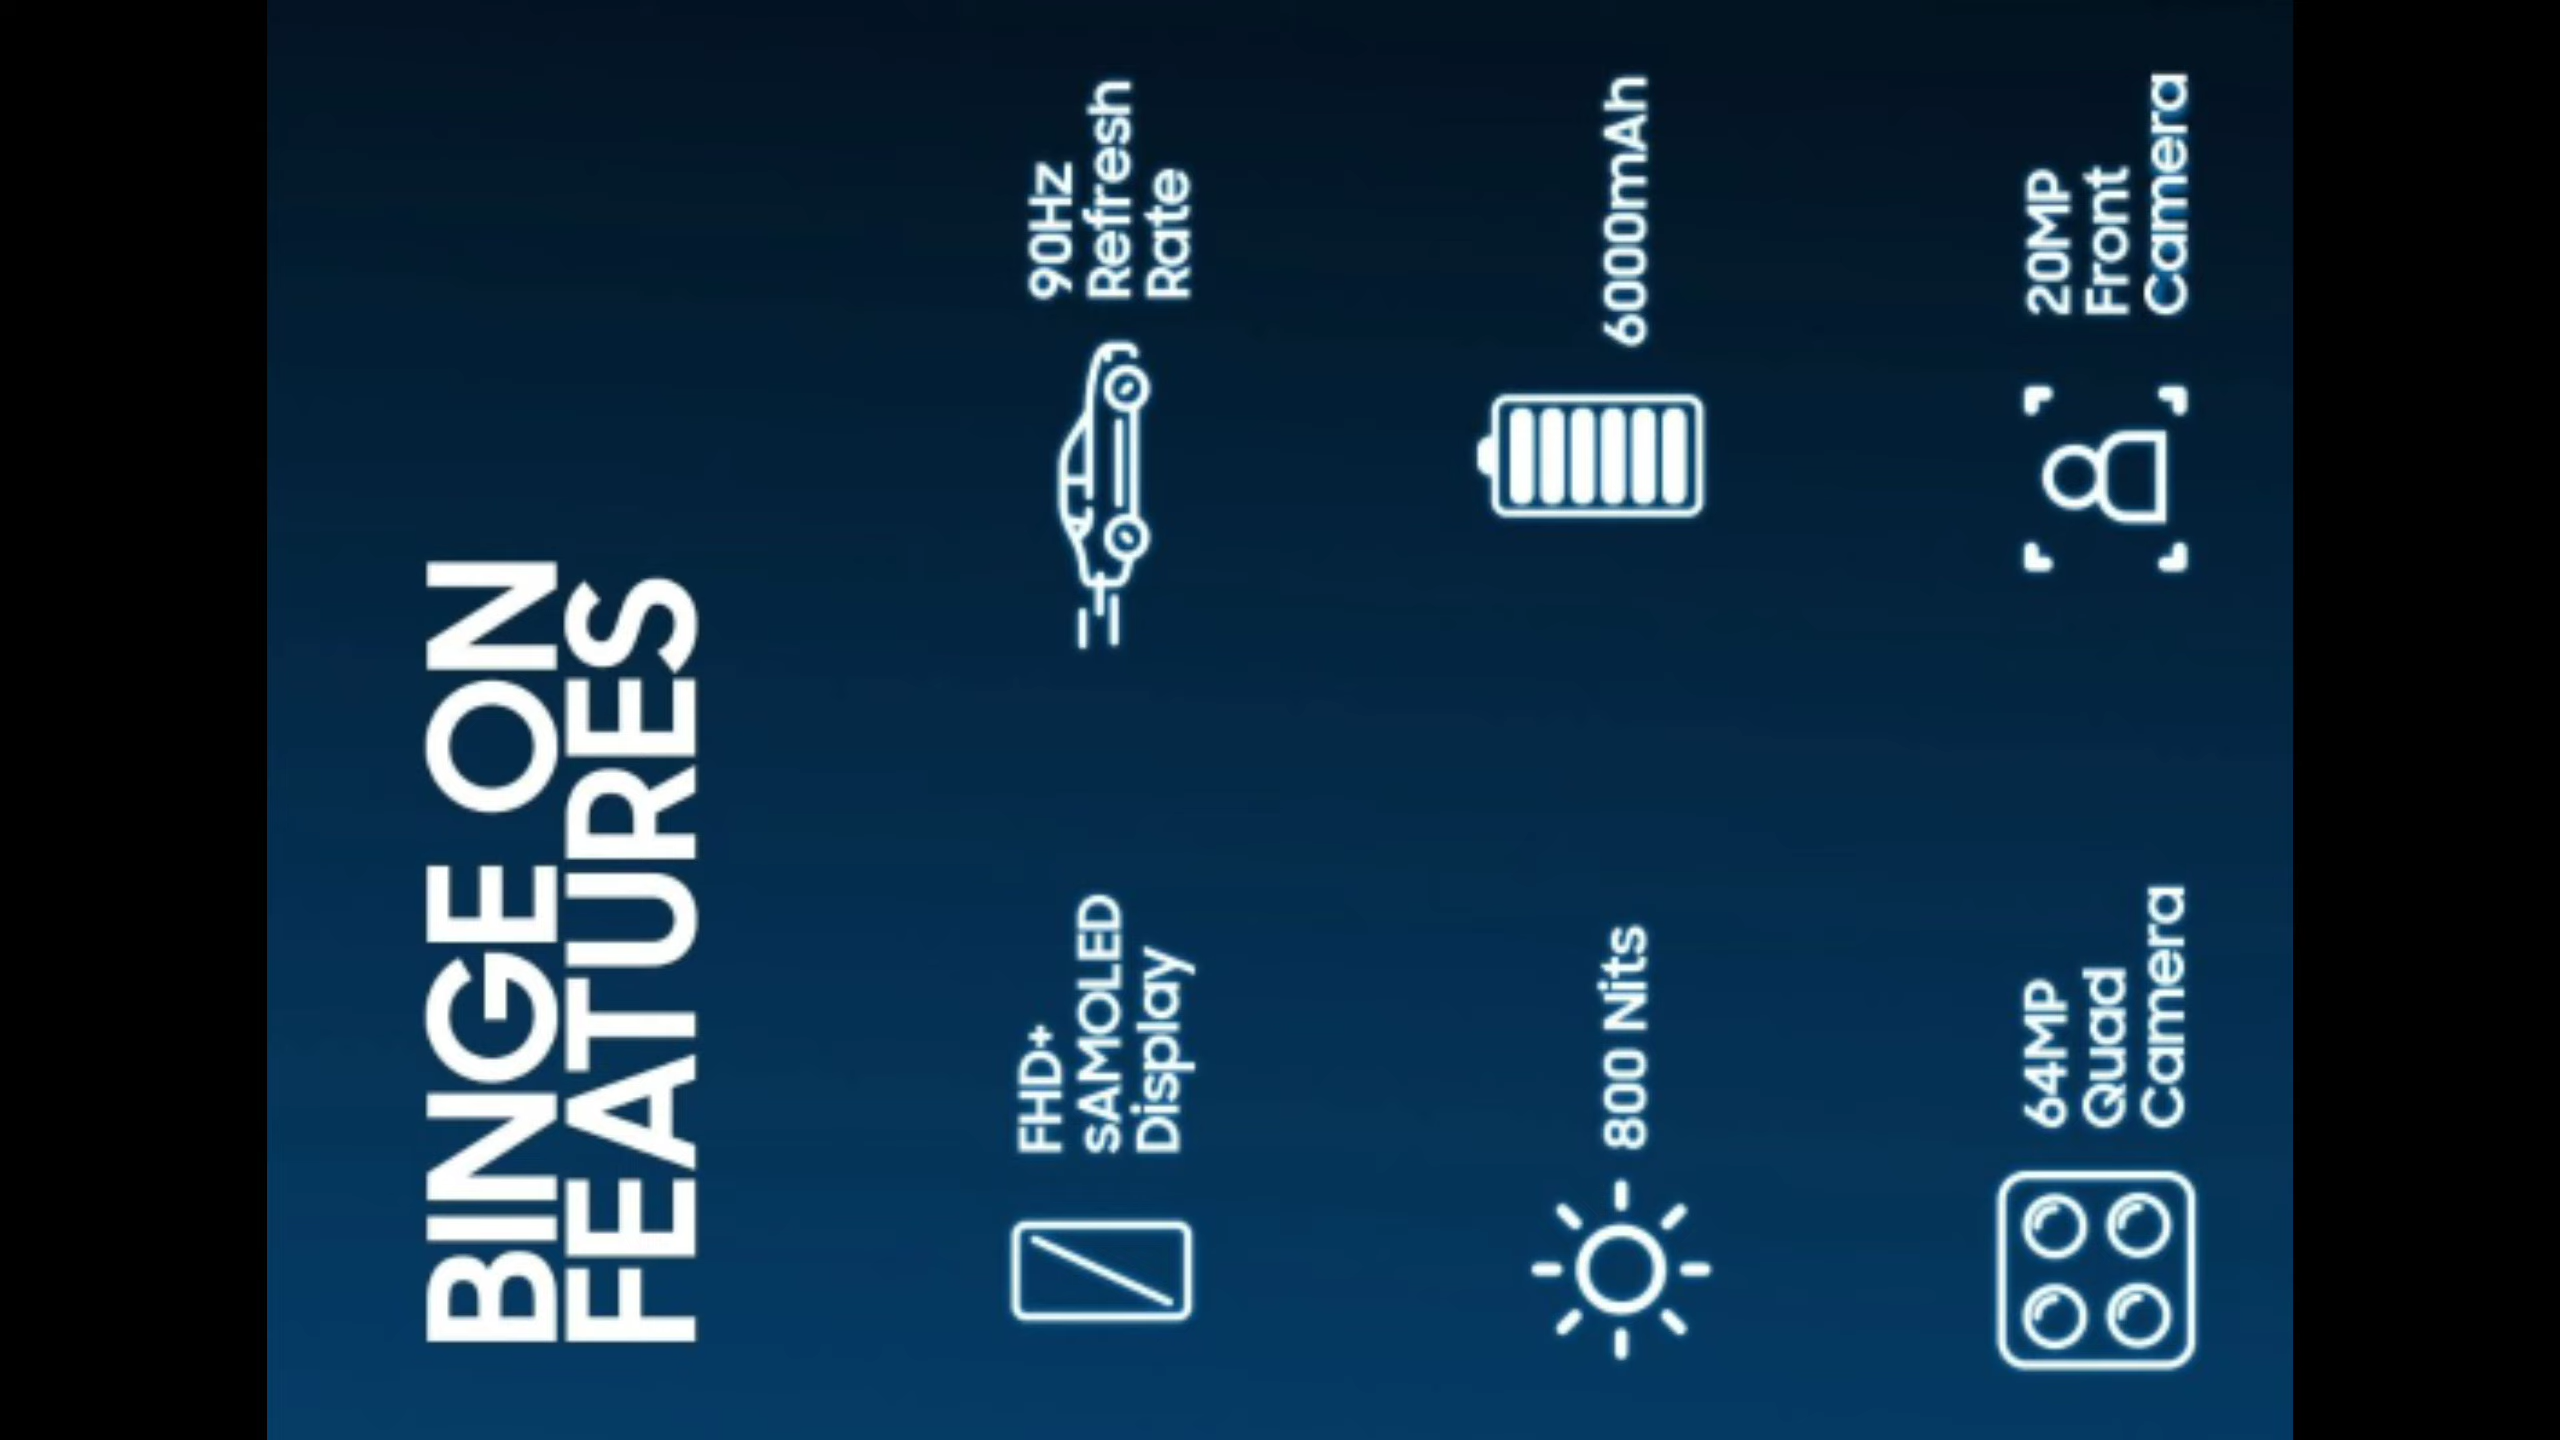 BINGE ON
FEATURES
FHD+
sAMOLED
Display
90Hz
Refresh
Rate
800 Nits
6000mAh
64MP
Quad
Camera
20MP
Front
Camera